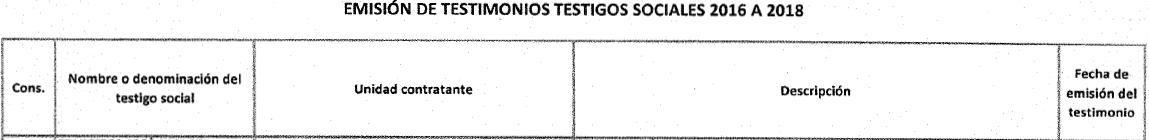 EMISIÓN DE TESTIMONIOS TESTIGOS SOCIALES 2016 A 2018
Cons.
Nombre o denominación del
testigo social
Unidad contratante
Descripción
Fecha de
emisión del
testimonio